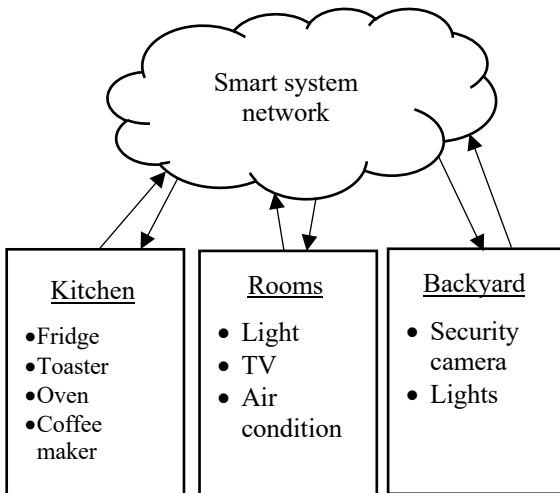 Smart system
network
Kitchen
•Fridge
•Toaster
•Oven
•Coffee
maker
Rooms
• Light
• TV
• Air
condition
Backyard
• Security
camera
• Lights